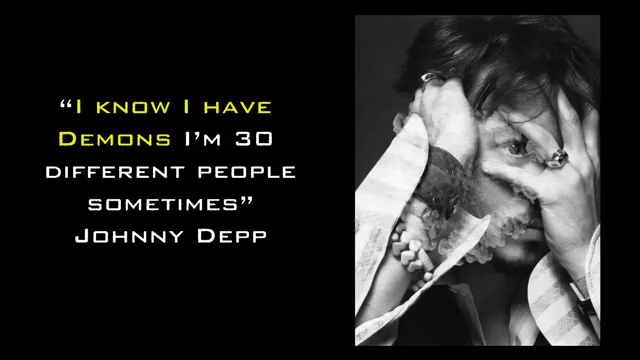 “I KNOW I HAVE
DEMONS I’M 30
DIFFERENT PEOPLE
SOMETIMES”
JOHNNY DEPP